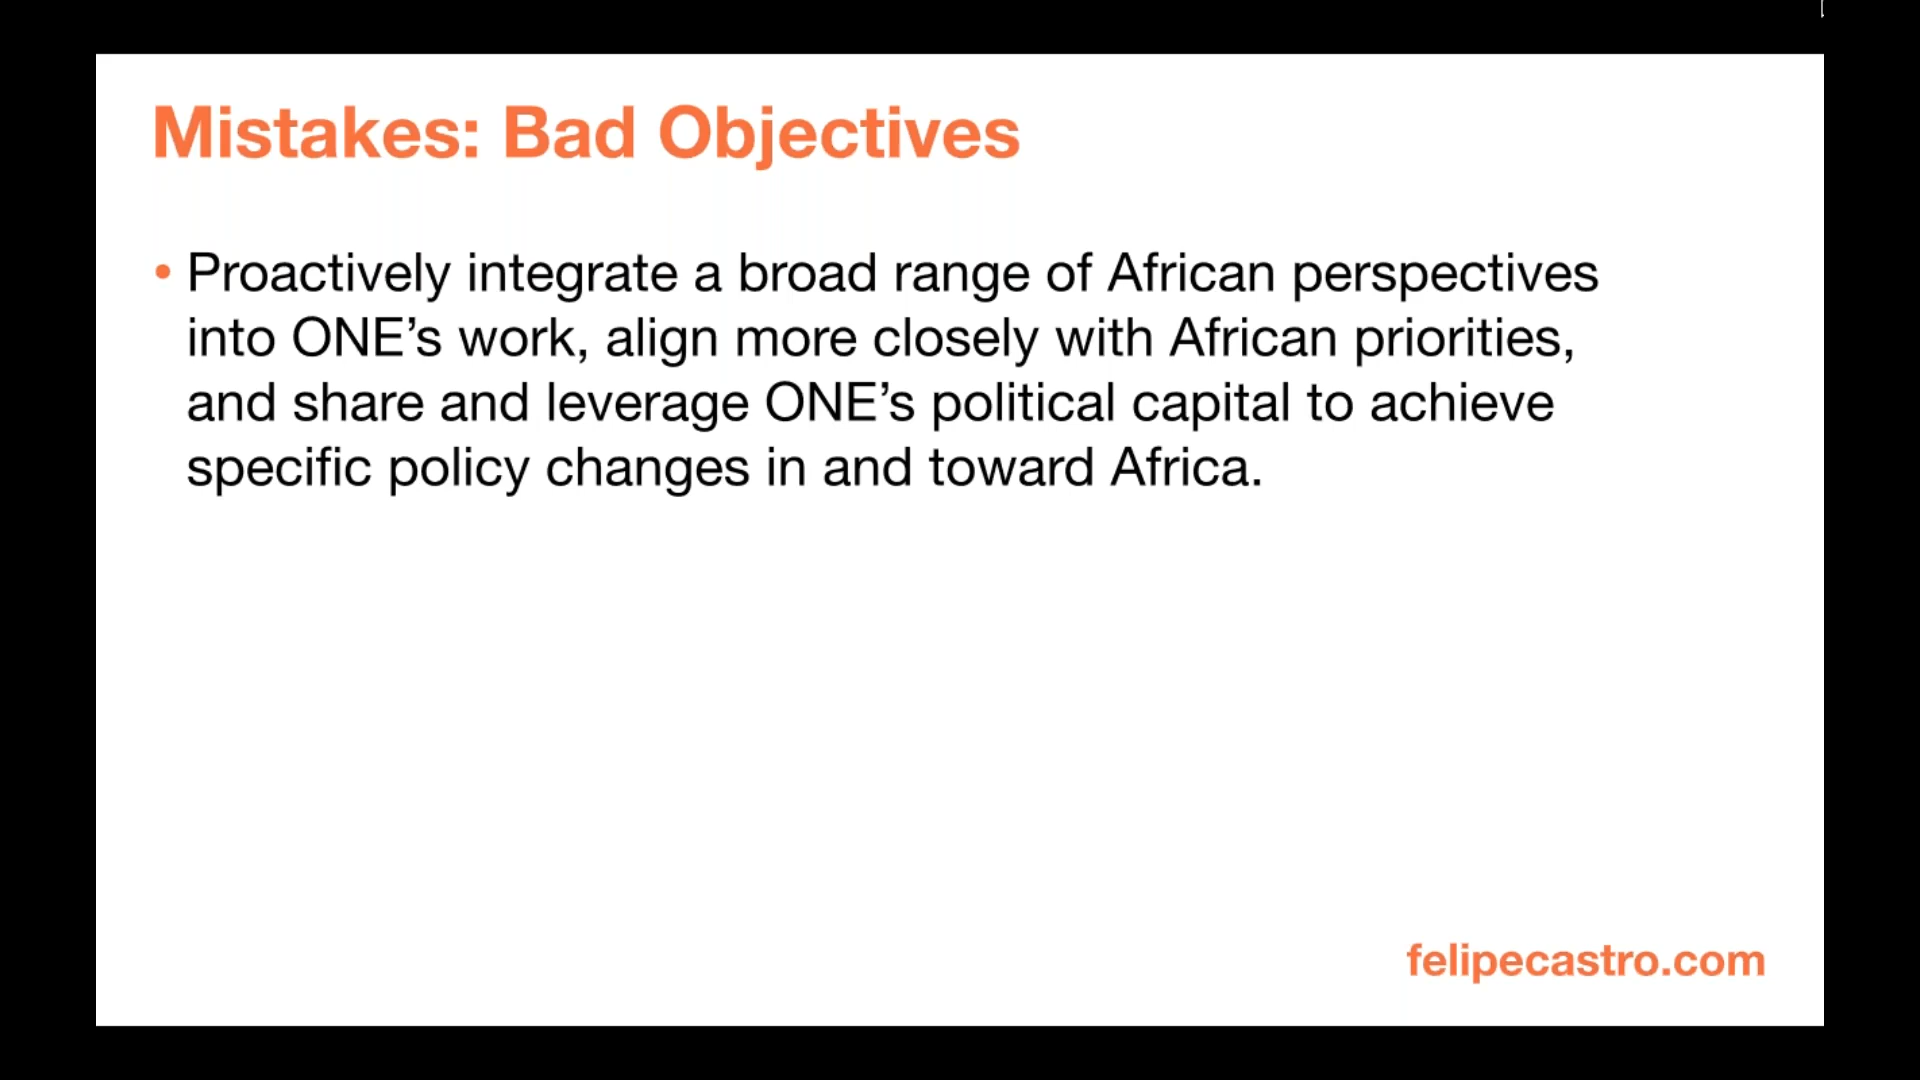 Mistakes: Bad Objectives
• Proactively integrate a broad range of African perspectives
into ONE’s work, align more closely with African priorities,
and share and leverage ONE’s political capital to achieve
specific policy changes in and toward Africa.
felipecastro.com